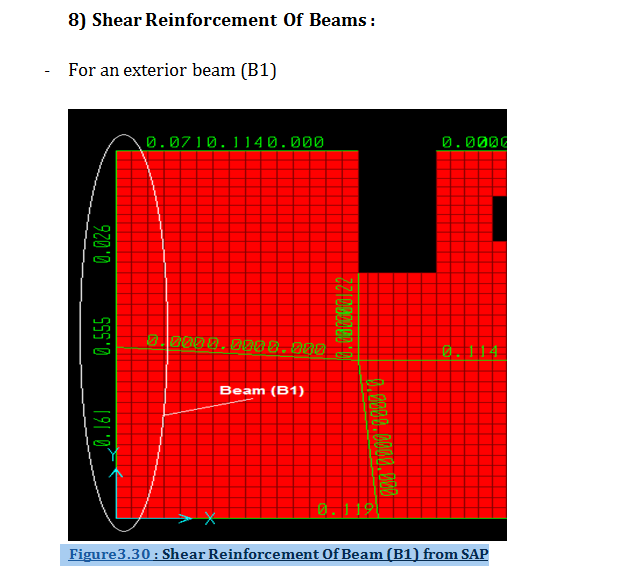 8) Shear Reinforcement Of Beams :
- For an exterior beam (B1)
0.0710.1140.000
0.026
0.555
0.0000.0000.000
0.114
Beam (B1)
0.161
Y
X
0.119
Figure3.30 : Shear Reinforcement Of Beam (B1) from SAP